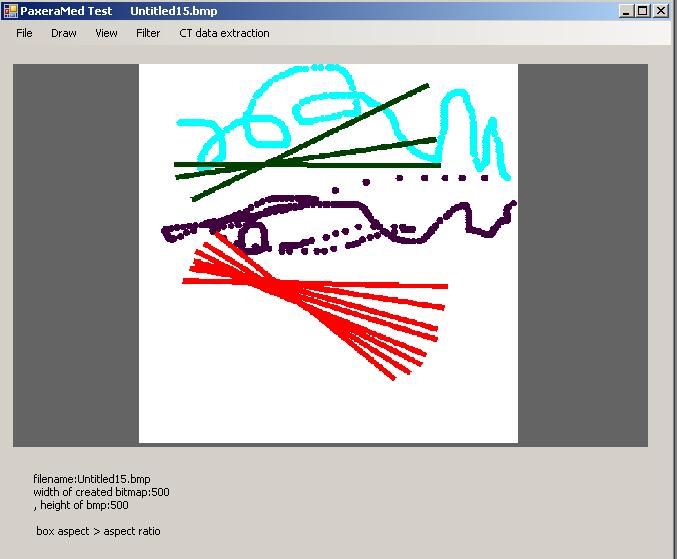 PaxeraMed Test Untitled15.bmp
File Draw View Filter CT data extraction
filename:Untitled15.bmp
width of created bitmap:500
, height of bmp:500
box aspect > aspect ratio